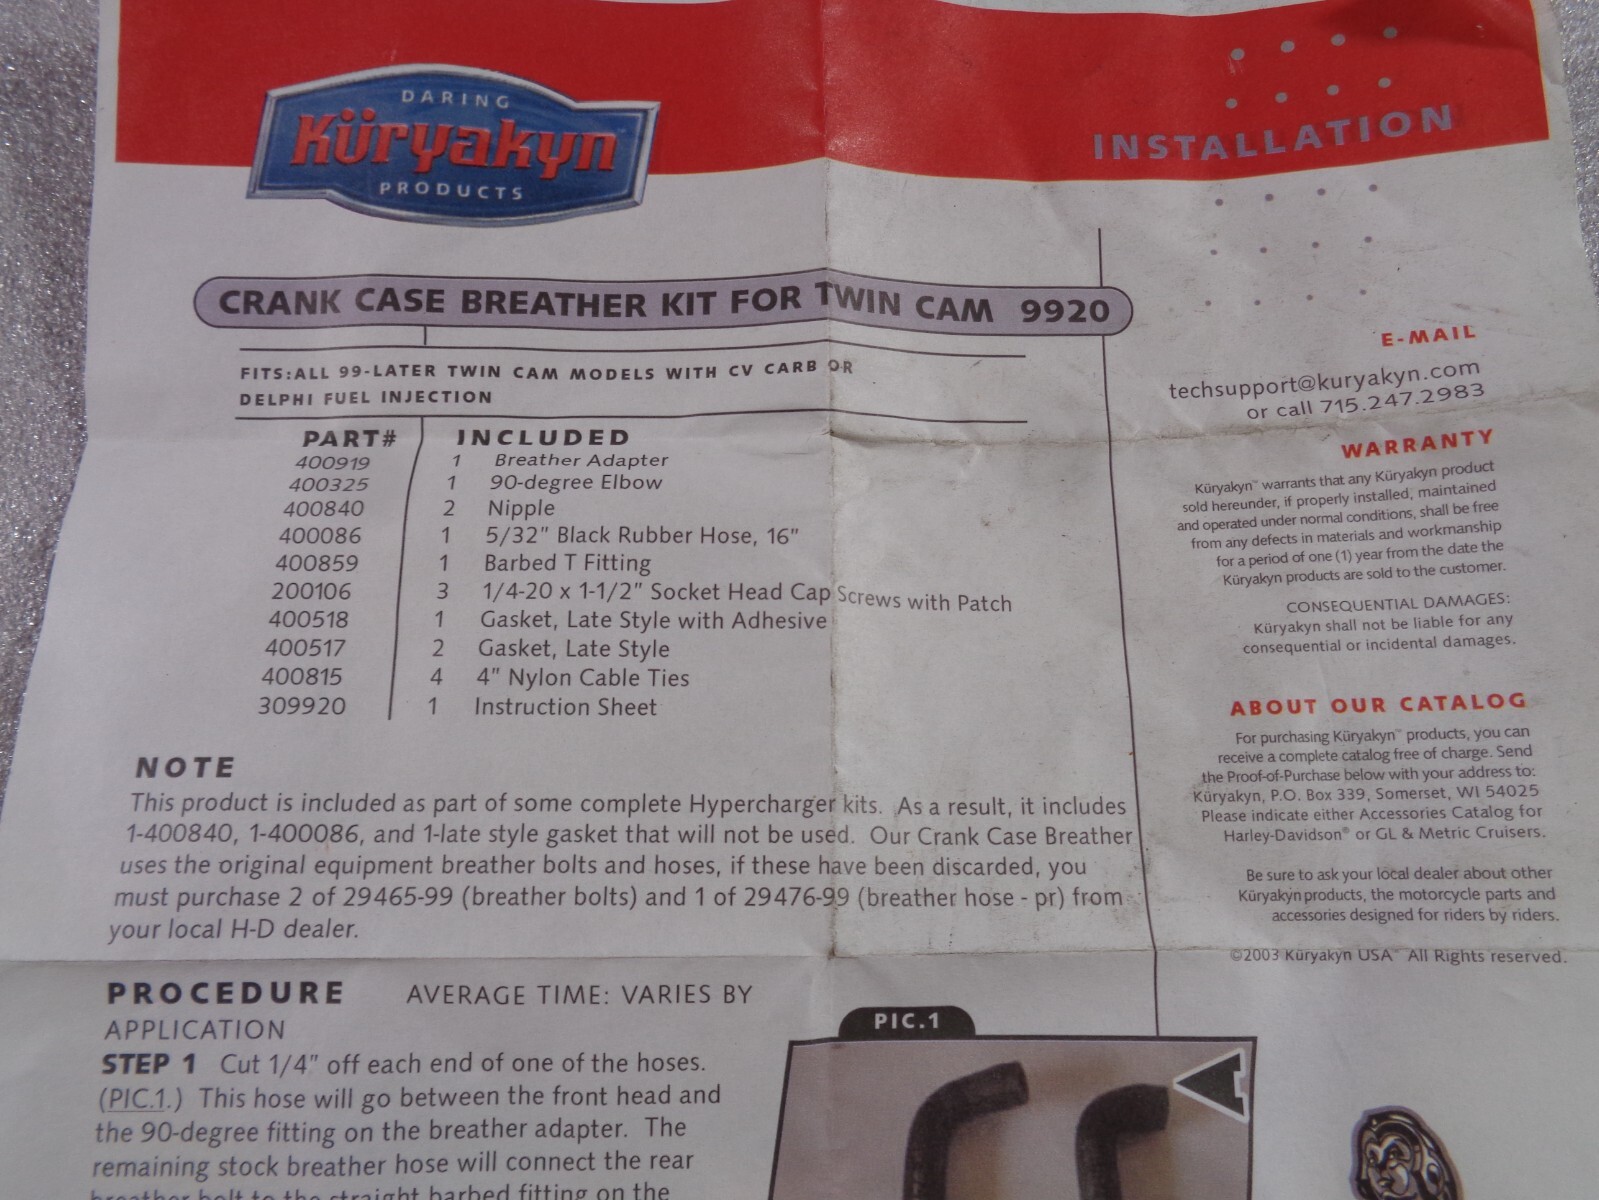 DARING
Küryakyn
PRODUCTS
INSTALLATION
CRANK CASE BREATHER KIT FOR TWIN CAM 9920
FITS:ALL 99-LATER TWIN CAM MODELS WITH CV CARB OR
DELPHI FUEL INJECTION
PART# INCLUDED
400919 1 Breather Adapter
400325 1 90-degree Elbow
400840 2 Nipple
400086 1 5/32" Black Rubber Hose, 16"
400859 1 Barbed T Fitting
200106 3 1/4-20 x 1-1/2" Socket Head Cap Screws with Patch
400518 1 Gasket, Late Style with Adhesive
400517 2 Gasket, Late Style
400815 4 4" Nylon Cable Ties
309920 1 Instruction Sheet
NOTE
This product is included as part of some complete Hypercharger kits. As a result, it includes
1-400840, 1-400086, and 1-late style gasket that will not be used. Our Crank Case Breather
uses the original equipment breather bolts and hoses, if these have been discarded, you
must purchase 2 of 29465-99 (breather bolts) and 1 of 29476-99 (breather hose - pr) from
your local H-D dealer.
PROCEDURE AVERAGE TIME: VARIES BY
APPLICATION
STEP 1 Cut 1/4" off each end of one of the hoses.
(PIC.1.) This hose will go between the front head and
the 90-degree fitting on the breather adapter. The
remaining stock breather hose will connect the rear
breather bolt to the straight barbed fitting on the
PIC.1
E-MAIL
techsupport@kuryakyn.com
or call 715.247.2983
WARRANTY
Küryakyn™ warrants that any Küryakyn product
sold hereunder, if properly installed, maintained
and operated under normal conditions, shall be free
from any defects in materials and workmanship
for a period of one (1) year from the date the
Küryakyn products are sold to the customer.
CONSEQUENTIAL DAMAGES:
Küryakyn shall not be liable for any
consequential or incidental damages.
ABOUT OUR CATALOG
For purchasing Küryakyn™ products, you can
receive a complete catalog free of charge. Send
the Proof-of-Purchase below with your address to:
Küryakyn, P.O. Box 339, Somerset, WI 54025
Please indicate either Accessories Catalog for
Harley-Davidson® or GL & Metric Cruisers.
Be sure to ask your local dealer about other
Küryakyn products, the motorcycle parts and
accessories designed for riders by riders.
©2003 Küryakyn USA™ All Rights reserved.